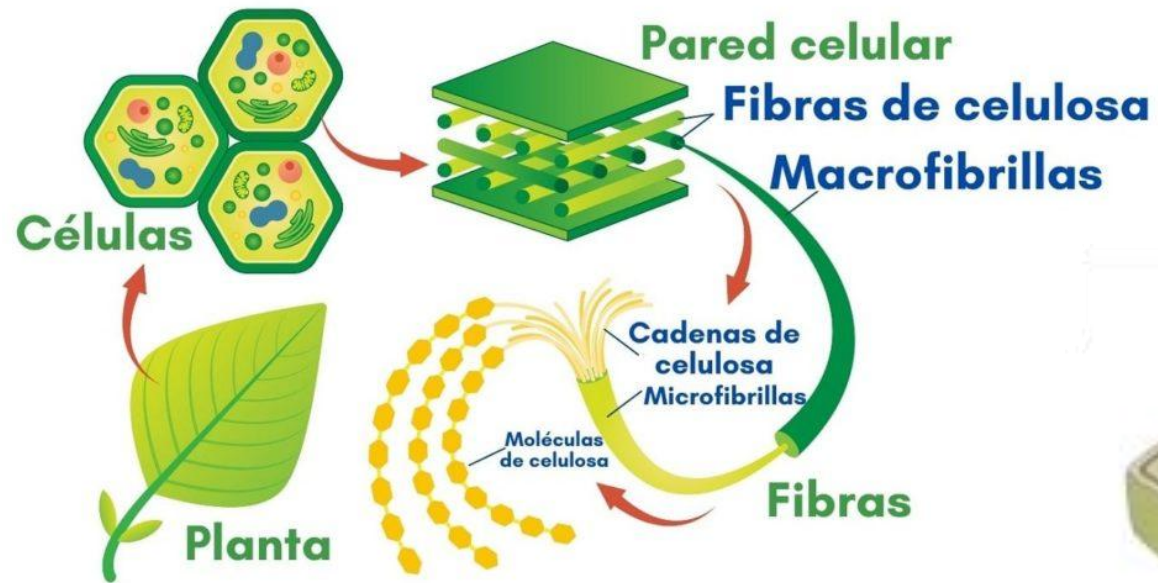 Pared celular
Fibras de celulosa
Macrofibrillas
Células
Cadenas de
celulosa
Microfibrillas
Moléculas
de celulosa
Fibras
Planta